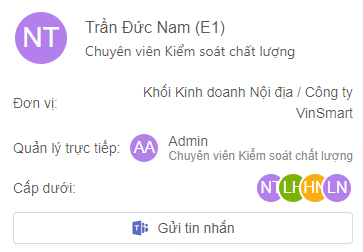 NT
Trần Đức Nam (E1)
Chuyên viên Kiểm soát chất lượng
Đơn vị:
Khối Kinh doanh Nội địa / Công ty
VinSmart
Quản lý trực tiếp:
AA
Admin
Chuyên viên Kiểm soát chất lượng
Cấp dưới:
NT LH HN LN
Gửi tin nhắn